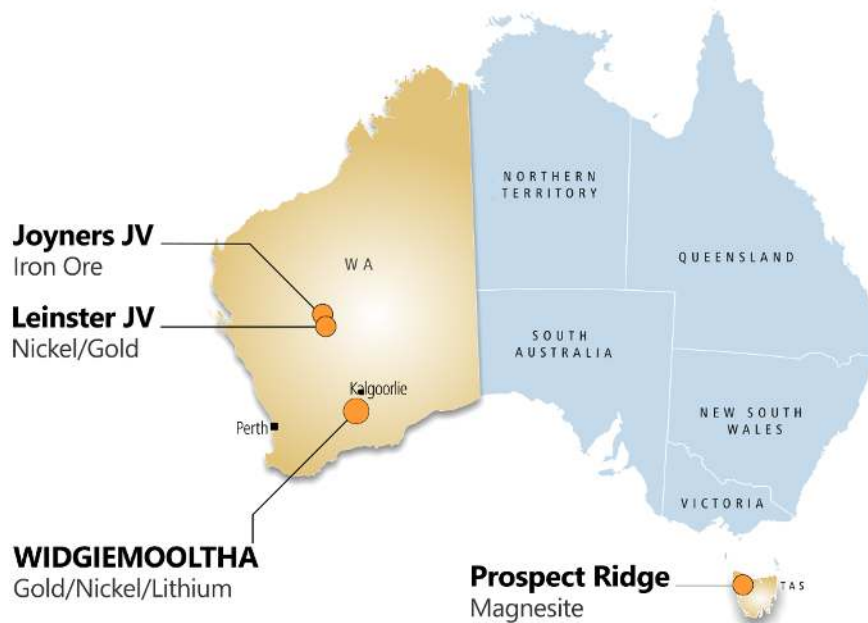 NORTHERN
TERRITORY
Joyners JV
Iron Ore
W A
QUEENSLAND
Leinster JV
Nickel/Gold
SOUTH
AUSTRALIA
Kalgoorlie
Perth
NEW SOUTH
WALES
VICTORIA
WIDGIEMOOLTHA
Gold/Nickel/Lithium
Prospect Ridge
Magnesite
TAS